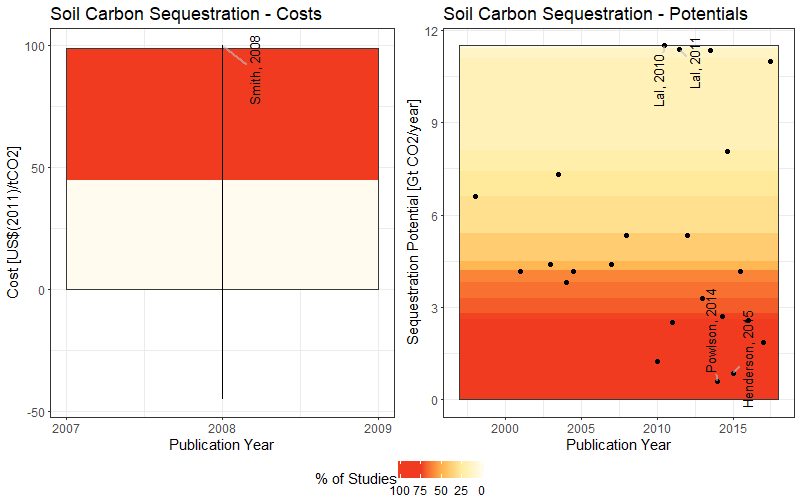 Soil Carbon Sequestration - Costs
Cost [US$(2011)/tCO2]
100
50
0
-50
Smith, 2008
2007
2008
2009
Publication Year
Soil Carbon Sequestration - Potentials
Sequestration Potential [Gt CO2/year]
12
9
6
3
0
Lal, 2010
Lal, 2011
Powlson, 2014
Henderson, 2015
2000
2005
2010
2015
Publication Year
% of Studies
100 75 50 25 0